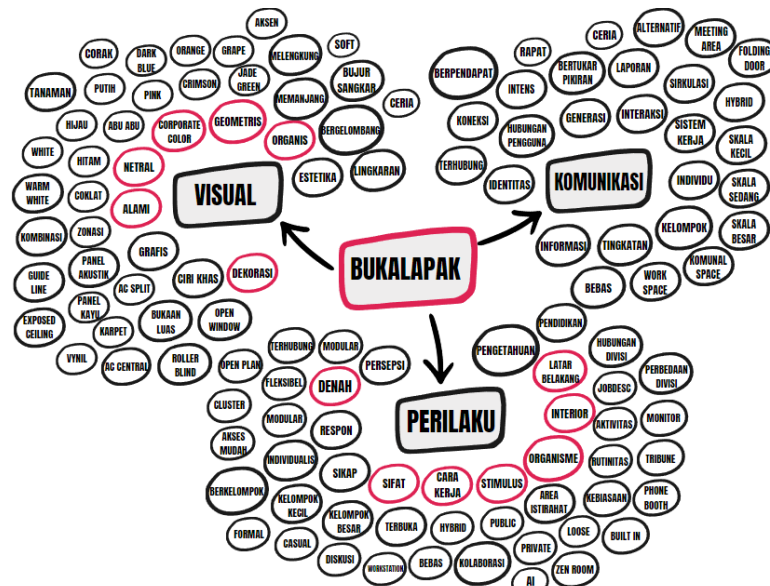 AKSEN
CORAK
DARK
BLUE
ORANGE
GRAPE
MELENGKUNG
SOFT
TANAMAN
PUTIH
PINK
CRIMSON
JADE
GREEN
MEMANJANG
BUJUR
SANGKAR
CERIA
HIJAU
ABU ABU
CORPORATE
COLOR
GEOMETRIS
ORGANIS
BERGELOMBANG
WHITE
HITAM
NETRAL
ESTETIKA
LINGKARAN
WARM
WHITE
COKLAT
ALAMI
VISUAL
KOMBINASI
ZONASI
GRAFIS
GUIDE
LINE
PANEL
AKUSTIK
AC SPLIT
CIRI KHAS
DEKORASI
EXPOSED
CEILING
PANEL
KAYU
KARPET
BUKAAN
LUAS
OPEN
WINDOW
VYNIL
AC CENTRAL
ROLLER
BLIND
BUKALAPAK
CERIA
ALTERNATIF
MEETING
AREA
FOLDING
DOOR
RAPAT
BERPENDAPAT
INTENS
BERTUKAR
PIKIRAN
LAPORAN
SIRKULASI
HYBRID
KONEKSI
HUBUNGAN
PENGGUNA
GENERASI
INTERAKSI
SISTEM
KERJA
SKALA
KECIL
TERHUBUNG
IDENTITAS
KOMUNIKASI
INDIVIDU
SKALA
SEDANG
INFORMASI
TINGKATAN
KELOMPOK
SKALA
BESAR
BEBAS
WORK
SPACE
KOMUNAL
SPACE
PENDIDIKAN
PENGETAHUAN
HUBUNGAN
DIVISI
TERHUBUNG
MODULAR
PERSEPSI
LATAR
BELAKANG
JOBDESC
PERBEDAAN
DIVISI
OPEN PLAN
FLEKSIBEL
DENAH
CLUSTER
MODULAR
RESPON
PERILAKU
INTERIOR
AKTIVITAS
MONITOR
AKSES
MUDAH
INDIVIDUALIS
SIKAP
ORGANISME
RUTINITAS
TRIBUNE
BERKELOMPOK
KELOMPOK
KECIL
SIFAT
CARA
KERJA
STIMULUS
AREA
ISTIRAHAT
KEBIASAAN
PHONE
BOOTH
FORMAL
KELOMPOK
BESAR
TERBUKA
HYBRID
PUBLIC
LOOSE
BUILT IN
CASUAL
DISKUSI
WORKSTATION
BEBAS
KOLABORASI
PRIVATE
ZEN ROOM
AI